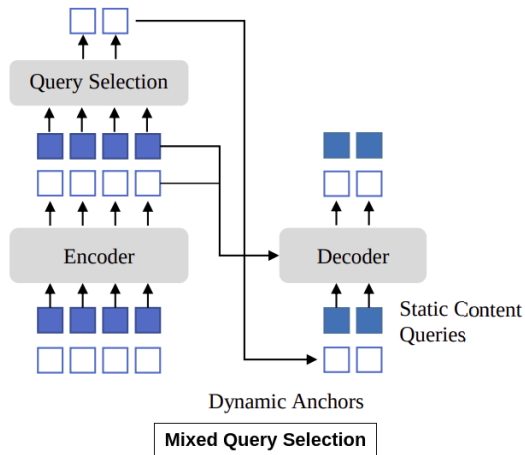 Query Selection
Encoder
Decoder
Static Content
Queries
Dynamic Anchors
Mixed Query Selection